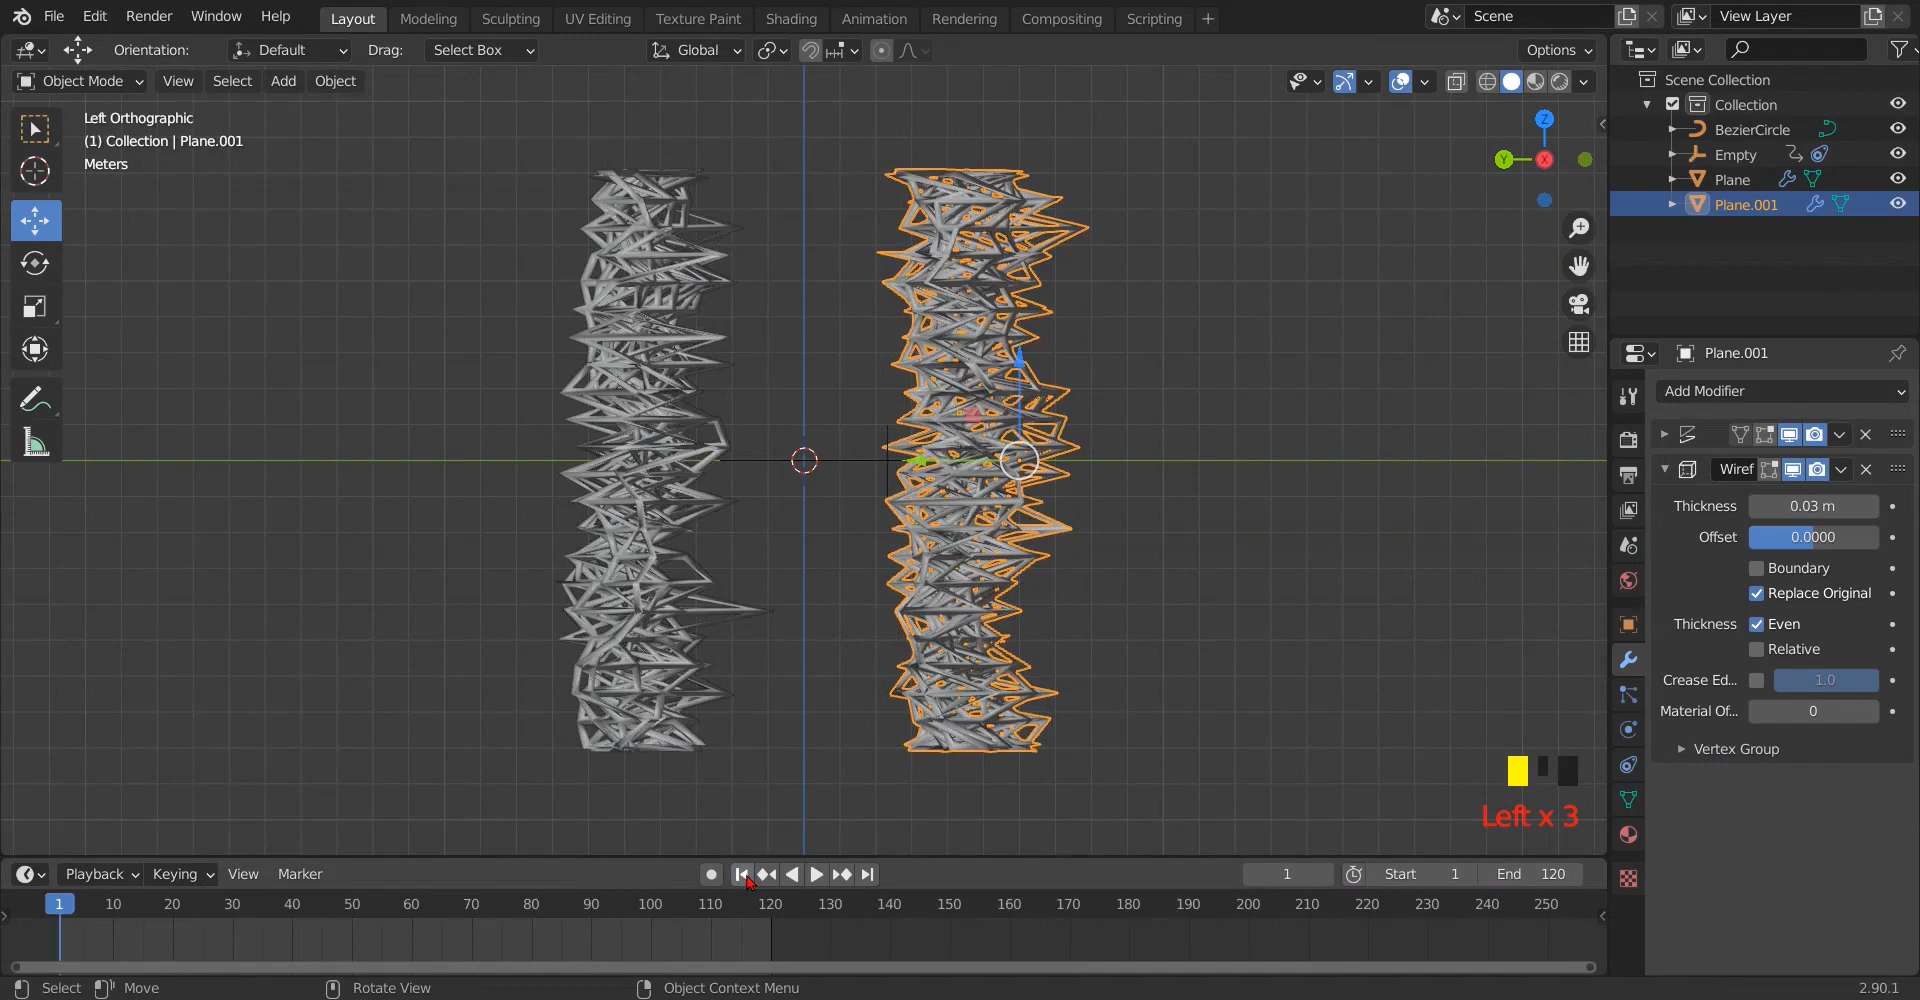 File Edit Render Window Help Layout Modeling Sculpting UV Editing Texture Paint Shading Animation Rendering Compositing Scripting + Scene View Layer
Orientation: Default Drag: Select Box Global Options
Object Mode View Select Add Object
Left Orthographic
(1) Collection | Plane.001
Meters
Z
Y X
Scene Collection
Collection
BezierCircle
Empty
Plane
Plane.001
Plane.001
Add Modifier
Wiref
Thickness 0.03 m
Offset 0.0000
Boundary
Replace Original
Thickness Even
Relative
Crease Ed... 1.0
Material Of... 0
Vertex Group
Left x 3
Playback Keying View Marker 1 Start 1 End 120
1 10 20 30 40 50 60 70 80 90 100 110 120 130 140 150 160 170 180 190 200 210 220 230 240 250
Select Move Rotate View Object Context Menu 2.90.1